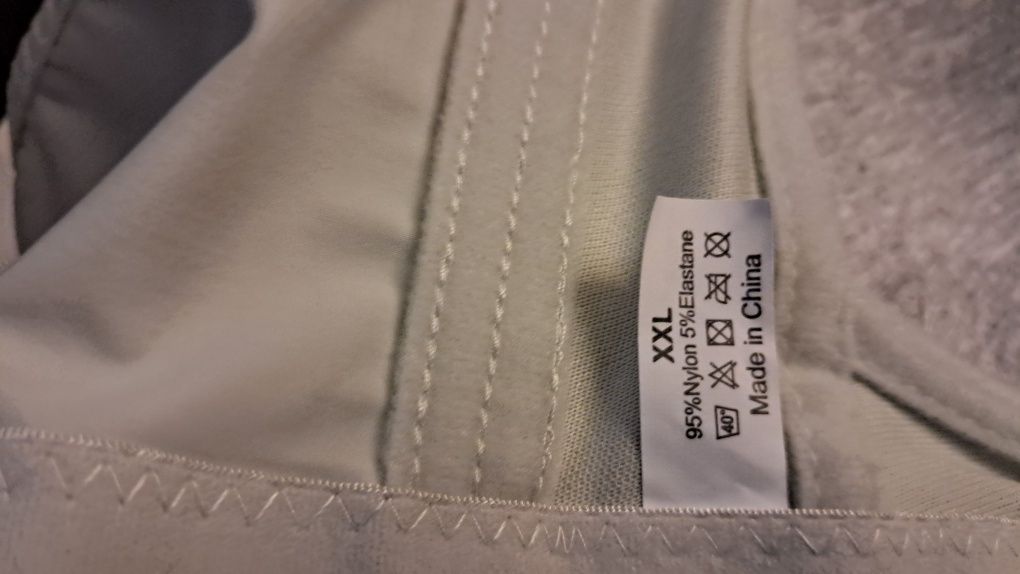 XXL
95%Nylon 5%Elastane
40°
Made in China